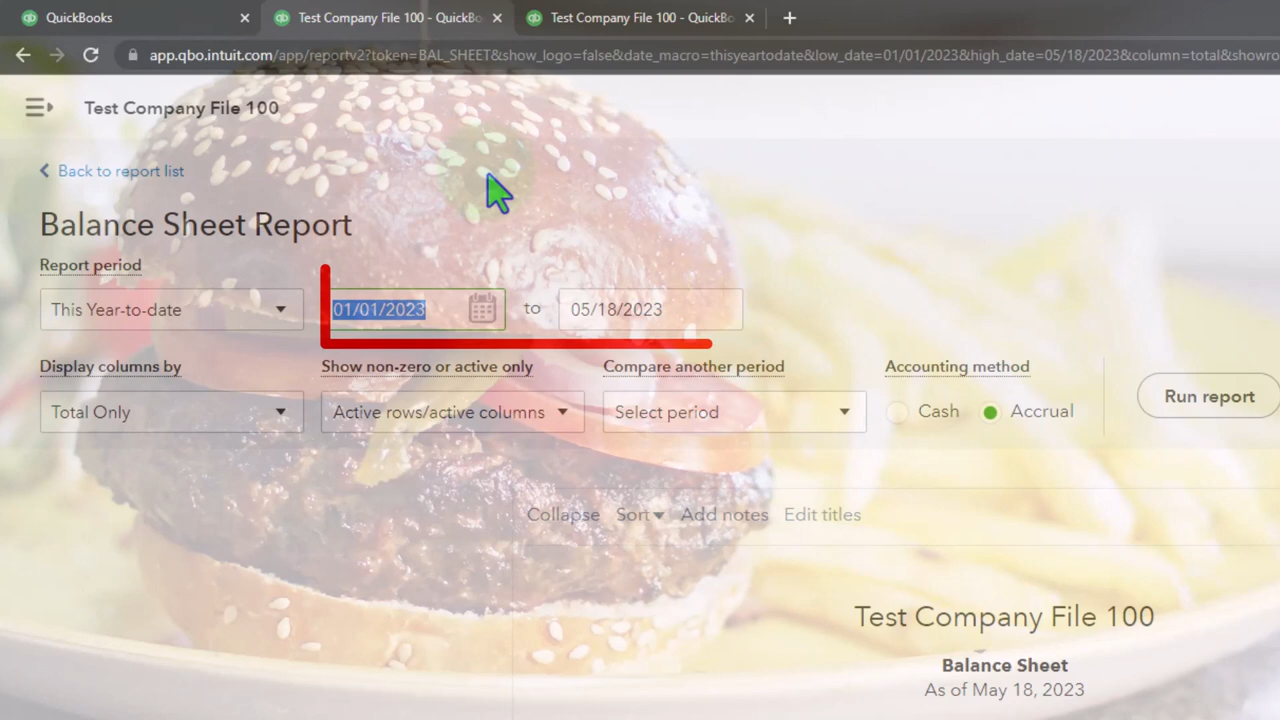 QuickBooks
Test Company File 100 - QuickBo
Test Company File 100 - QuickBo
app.qbo.intuit.com/app/reportv2?token=BAL_SHEET&show_logo=false&date_macro=thisyeartodate&low_date=01/01/2023&high_date=05/18/2023&column=total&showro
Test Company File 100
Back to report list
Balance Sheet Report
Report period
This Year-to-date 01/01/2023 to 05/18/2023
Display columns by Show non-zero or active only Compare another period Accounting method
Total Only Active rows/active columns Select period Cash Accrual Run report
Collapse Sort Add notes Edit titles
Test Company File 100
Balance Sheet
As of May 18, 2023